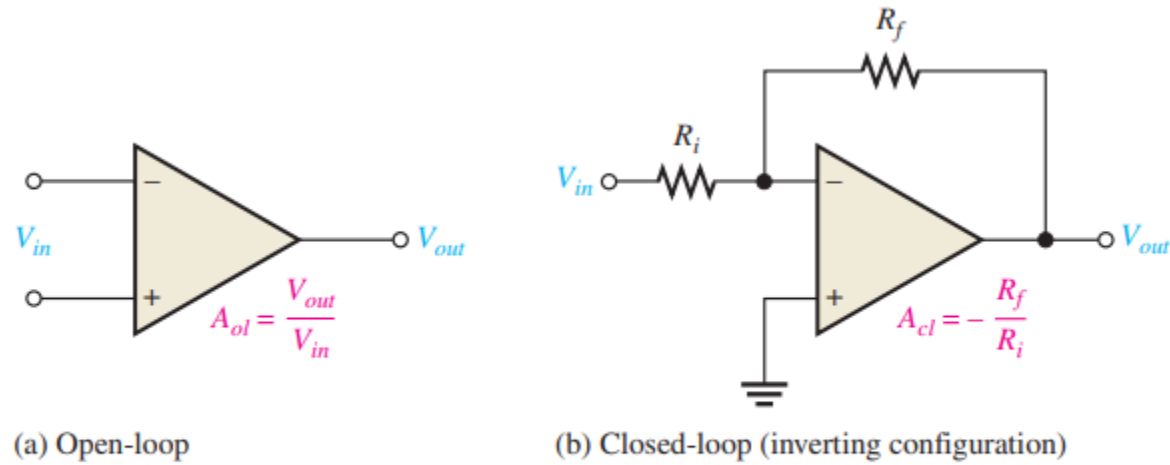 R_f
R_i
V_in
−
+
V_out
A_ol = V_out / V_in
V_in
−
+
V_out
A_cl = − R_f / R_i
(a) Open-loop
(b) Closed-loop (inverting configuration)